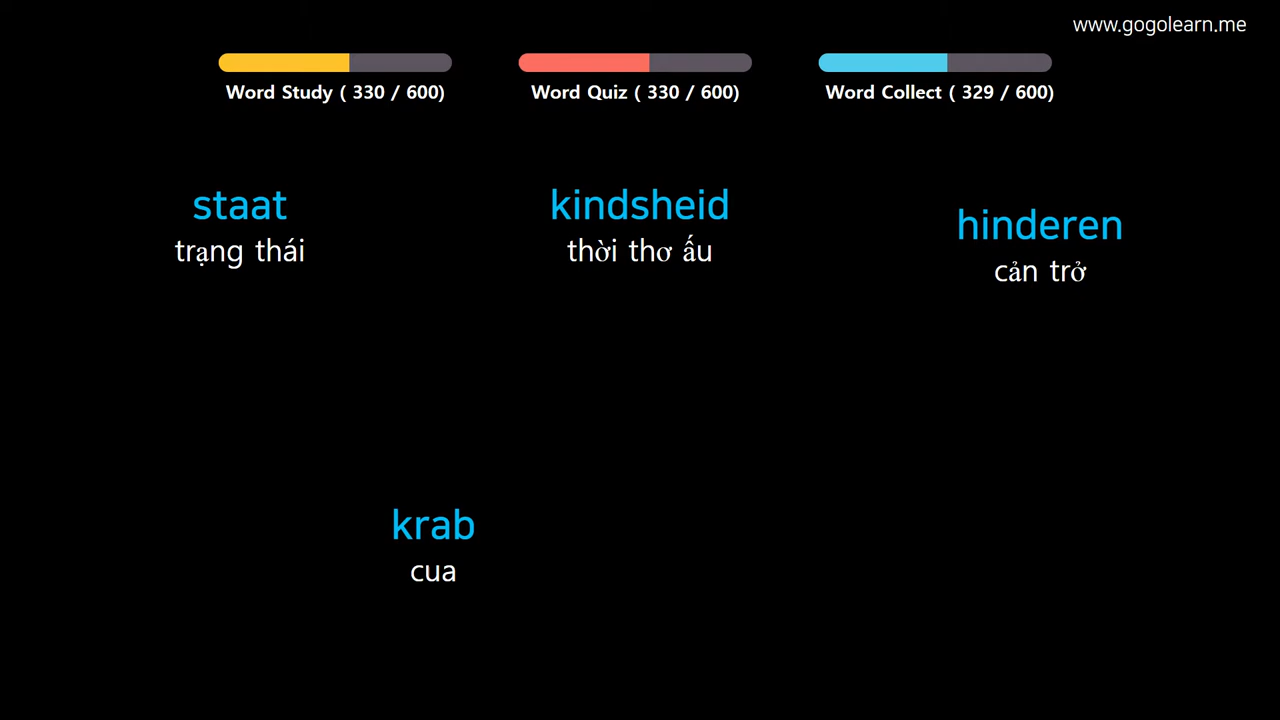 www.gogolearn.me
Word Study ( 330 / 600)
Word Quiz ( 330 / 600)
Word Collect ( 329 / 600)
staat
trạng thái
kindsheid
thời thơ ấu
hinderen
cản trở
krab
cua